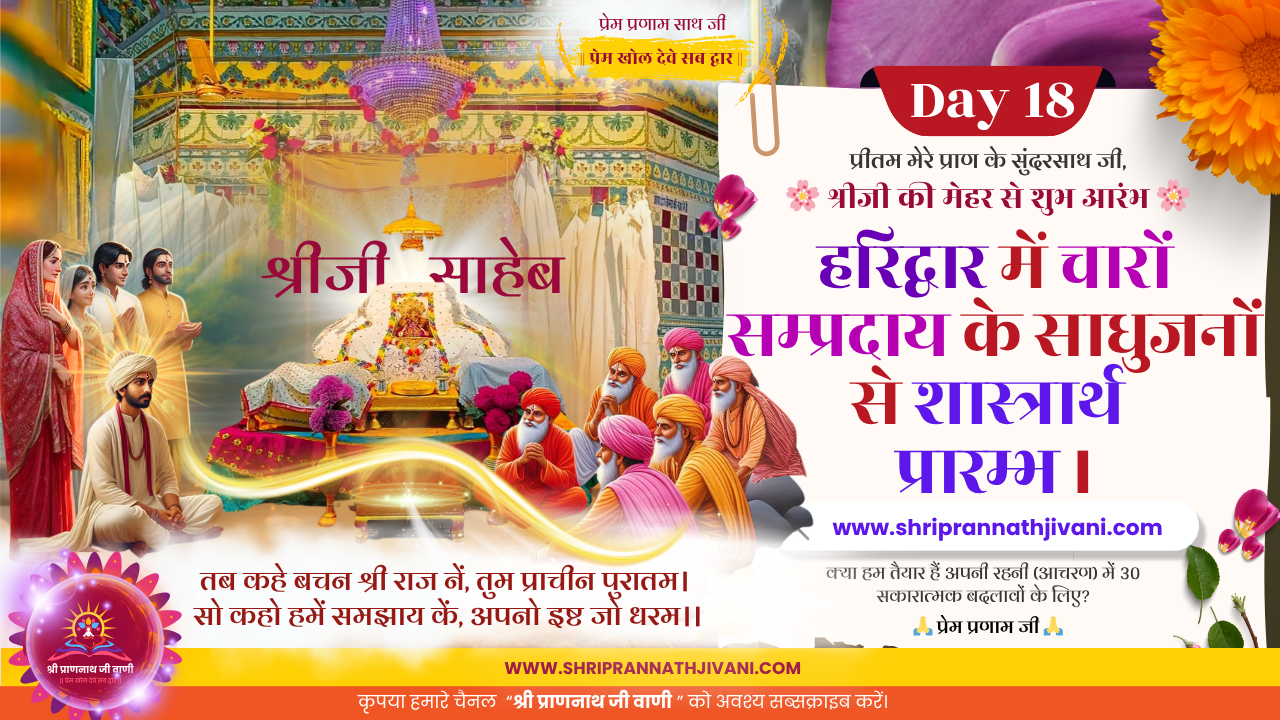 प्रेम प्रणाम साथ जी
|| प्रेम खोल देवे सब द्वार ||
Day 18
प्रीतम मेरे प्राण के सुंदरसाथ जी,
🌸 श्रीजी की मेहर से शुभ आरंभ 🌸
हरिद्वार में चारों
सम्प्रदाय के साधुजनों
से शास्त्रार्थ
प्रारम्भ ।
श्रीजी साहेब
www.shriprannathjivani.com
क्या हम तैयार हैं अपनी रहनी (आचरण) में 30
सकारात्मक बदलावों के लिए?
🙏 प्रेम प्रणाम जी 🙏
तब कहे बचन श्री राज नें, तुम प्राचीन पुरातम।
सो कहो हमें समझाय कें, अपनो इष्ट जो धरम।।
श्री प्राणनाथ जी वाणी
|| प्रेम खोल देवे सब द्वार ||
WWW.SHRIPRANNATHJIVANI.COM
कृपया हमारे चैनल “श्री प्राणनाथ जी वाणी ” को अवश्य सब्सक्राइब करें।